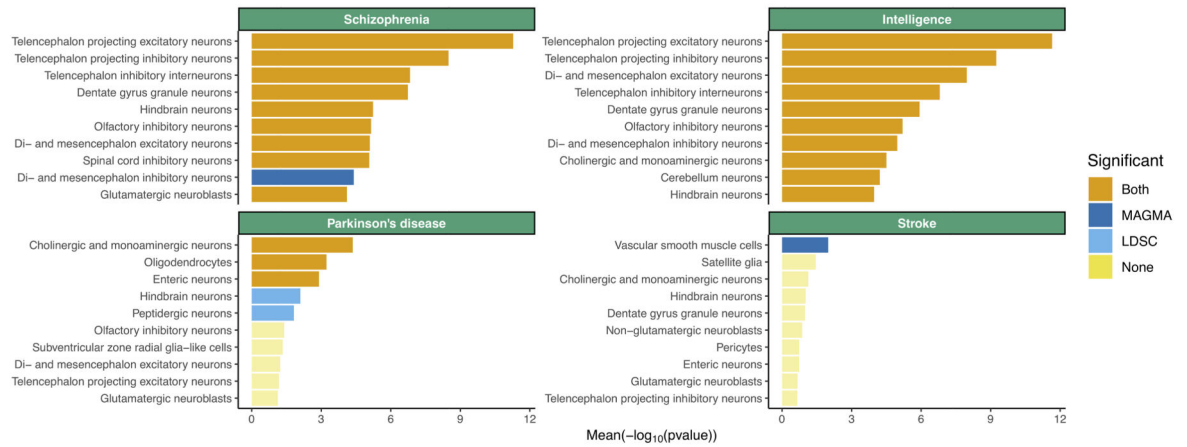 Schizophrenia
Telencephalon projecting excitatory neurons
Telencephalon projecting inhibitory neurons
Telencephalon inhibitory interneurons
Dentate gyrus granule neurons
Hindbrain neurons
Olfactory inhibitory neurons
Di− and mesencephalon excitatory neurons
Spinal cord inhibitory neurons
Di− and mesencephalon inhibitory neurons
Glutamatergic neuroblasts
Intelligence
Telencephalon projecting excitatory neurons
Telencephalon projecting inhibitory neurons
Di− and mesencephalon excitatory neurons
Telencephalon inhibitory interneurons
Dentate gyrus granule neurons
Olfactory inhibitory neurons
Di− and mesencephalon inhibitory neurons
Cholinergic and monoaminergic neurons
Cerebellum neurons
Hindbrain neurons
Parkinson's disease
Cholinergic and monoaminergic neurons
Oligodendrocytes
Enteric neurons
Hindbrain neurons
Peptidergic neurons
Olfactory inhibitory neurons
Subventricular zone radial glia−like cells
Di− and mesencephalon excitatory neurons
Telencephalon projecting excitatory neurons
Glutamatergic neuroblasts
0 3 6 9 12
Stroke
Vascular smooth muscle cells
Satellite glia
Cholinergic and monoaminergic neurons
Hindbrain neurons
Dentate gyrus granule neurons
Non−glutamatergic neuroblasts
Pericytes
Enteric neurons
Glutamatergic neuroblasts
Telencephalon projecting inhibitory neurons
0 3 6 9 12
Mean(−log₁₀(pvalue))
Significant
Both
MAGMA
LDSC
None